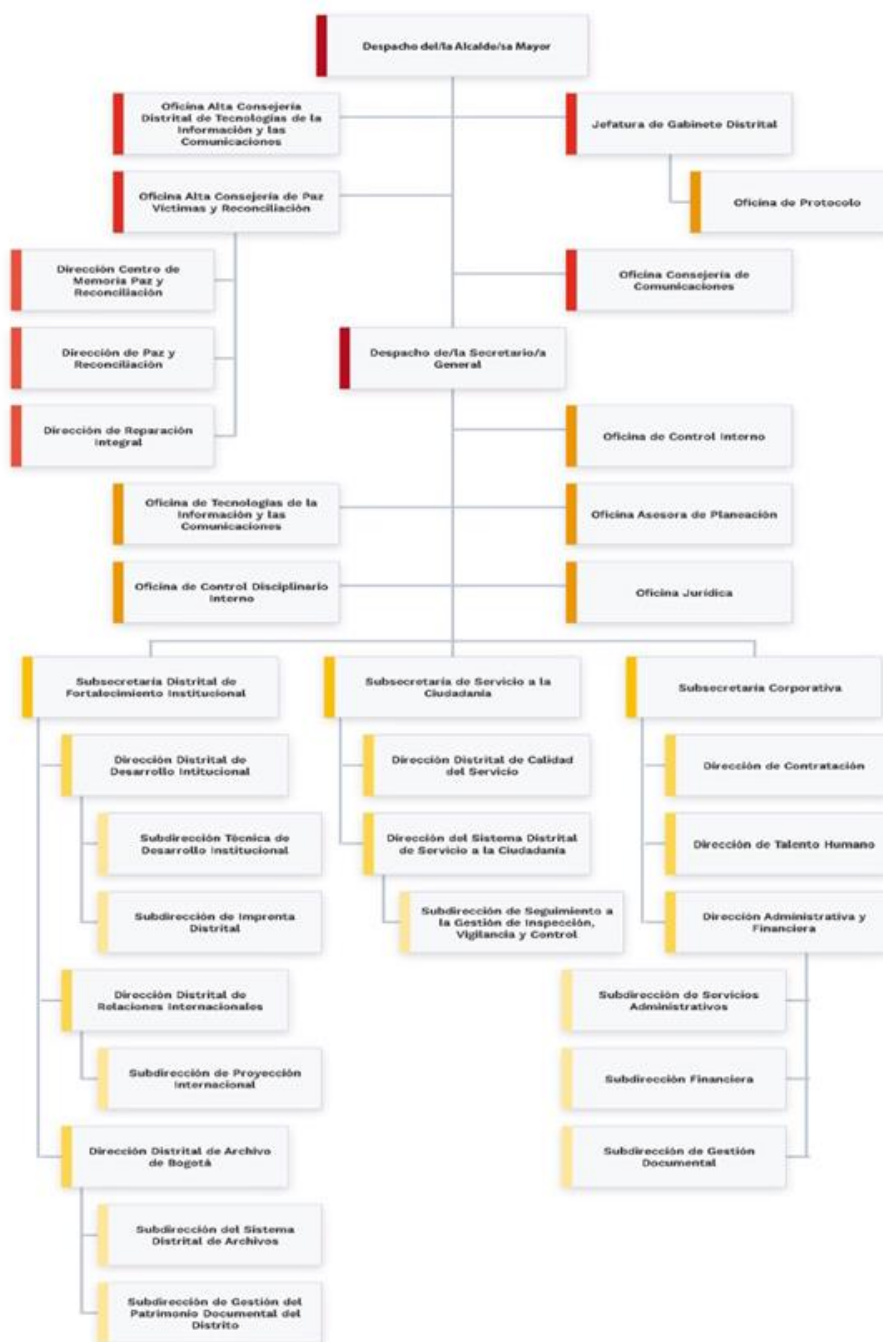 Despacho del/la Alcalde/sa Mayor
Oficina Alta Consejería
Distrital de Tecnologías de la
Información y las
Comunicaciones
Jefatura de Gabinete Distrital
Oficina Alta Consejería de Paz
Víctimas y Reconciliación
Oficina de Protocolo
Dirección Centro de
Memoria Paz y
Reconciliación
Oficina Consejería de
Comunicaciones
Dirección de Paz y
Reconciliación
Despacho de/la Secretario/a
General
Dirección de Reparación
Integral
Oficina de Control Interno
Oficina de Tecnologías de la
Información y las
Comunicaciones
Oficina Asesora de Planeación
Oficina de Control Disciplinario
Interno
Oficina Jurídica
Subsecretaría Distrital de
Fortalecimiento Institucional
Subsecretaría de Servicio a la
Ciudadanía
Subsecretaría Corporativa
Dirección Distrital de
Desarrollo Intitucional
Dirección Distrital de Calidad
del Servicio
Dirección de Contratación
Subdirección Técnica de
Desarrollo Institucional
Dirección del Sistema Distrital
de Servicio a la Ciudadanía
Dirección de Talento Humano
Subdirección de Imprenta
Distrital
Subdirección de Seguimiento a
la Gestión de Inspección,
Vigilancia y Control
Dirección Administrativa y
Financiera
Dirección Distrital de
Relaciones Internacionales
Subdirección de Servicios
Administrativos
Subdirección de Proyección
Internacional
Subdirección Financiera
Dirección Distrital de Archivo
de Bogotá
Subdirección de Gestión
Documental
Subdirección del Sistema
Distrital de Archivos
Subdirección de Gestión del
Patrimonio Documental del
Distrito